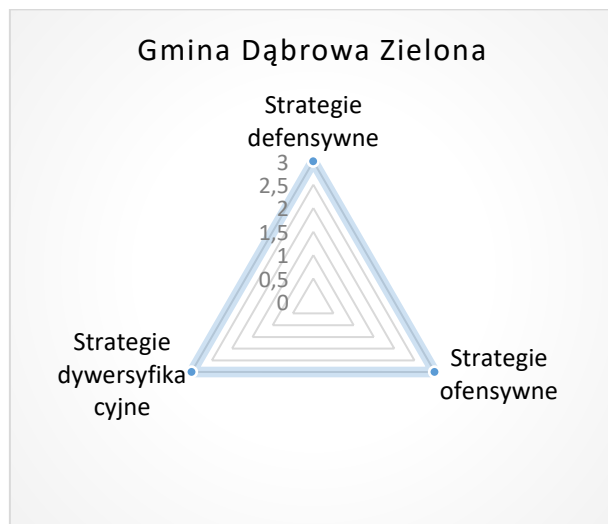 Gmina Dąbrowa Zielona
Strategie
defensywne
3
2,5
2
1,5
1
0,5
0
Strategie
dywersyfika
cyjne
Strategie
ofensywne